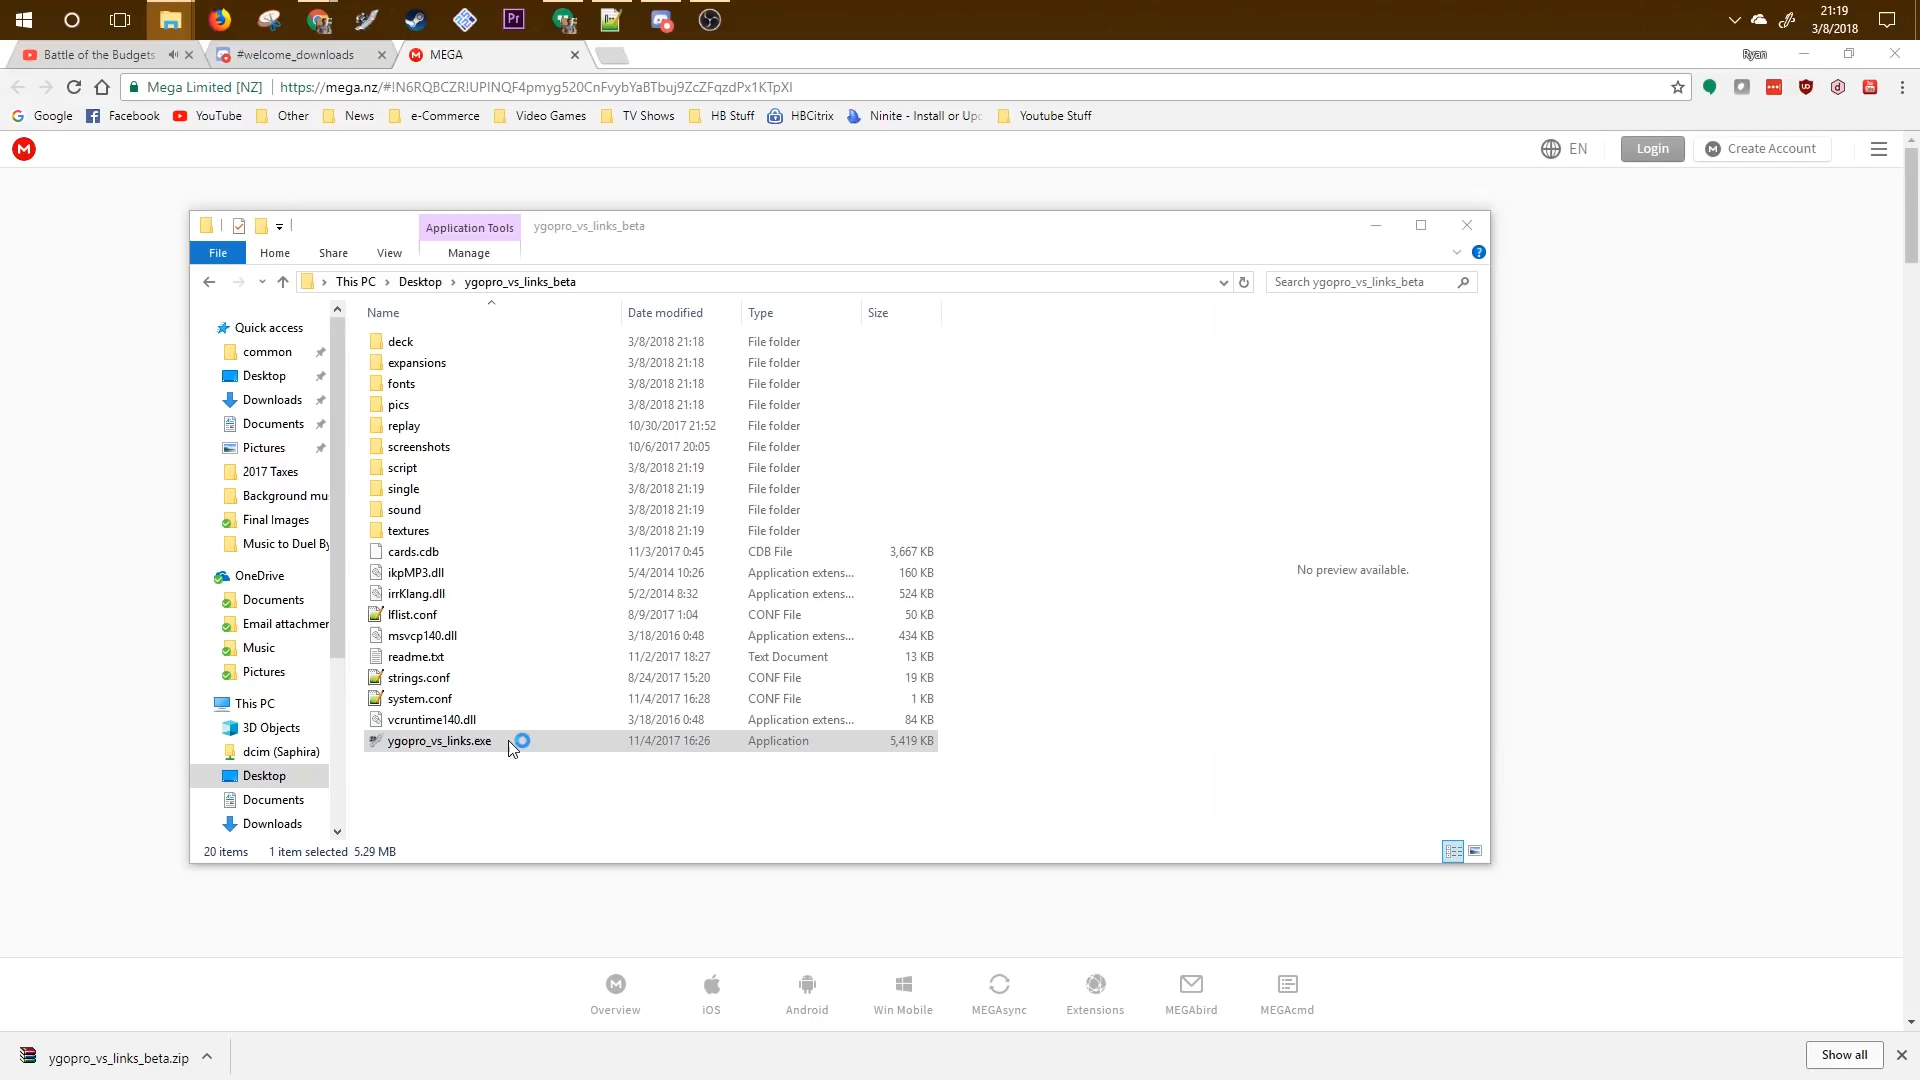 21:19
3/8/2018
Battle of the Budgets
#welcome_downloads
MEGA
Ryan
Mega Limited [NZ]
https://mega.nz/#!N6RQBCZR!UPINQF4pmyg520CnFvybYaBTbuj9ZcZFqzdPx1KTpXI
Google
Facebook
YouTube
Other
News
e-Commerce
Video Games
TV Shows
HB Stuff
HBCitrix
Ninite - Install or Upd
Youtube Stuff
EN
Login
Create Account
Application Tools
ygopro_vs_links_beta
File
Home
Share
View
Manage
This PC
Desktop
ygopro_vs_links_beta
Search ygopro_vs_links_beta
Name
Date modified
Type
Size
Quick access
common
Desktop
Downloads
Documents
Pictures
2017 Taxes
Background mu
Final Images
Music to Duel By
OneDrive
Documents
Email attachmen
Music
Pictures
This PC
3D Objects
dcim (Saphira)
Desktop
Documents
Downloads
deck 3/8/2018 21:18 File folder
expansions 3/8/2018 21:18 File folder
fonts 3/8/2018 21:18 File folder
pics 3/8/2018 21:18 File folder
replay 10/30/2017 21:52 File folder
screenshots 10/6/2017 20:05 File folder
script 3/8/2018 21:19 File folder
single 3/8/2018 21:19 File folder
sound 3/8/2018 21:19 File folder
textures 3/8/2018 21:19 File folder
cards.cdb 11/3/2017 0:45 CDB File 3,667 KB
ikpMP3.dll 5/4/2014 10:26 Application extens... 160 KB
irrKlang.dll 5/2/2014 8:32 Application extens... 524 KB
lflist.conf 8/9/2017 1:04 CONF File 50 KB
msvcp140.dll 3/18/2016 0:48 Application extens... 434 KB
readme.txt 11/2/2017 18:27 Text Document 13 KB
strings.conf 8/24/2017 15:20 CONF File 19 KB
system.conf 11/4/2017 16:28 CONF File 1 KB
vcruntime140.dll 3/18/2016 0:48 Application extens... 84 KB
ygopro_vs_links.exe 11/4/2017 16:26 Application 5,419 KB
No preview available.
20 items 1 item selected 5.29 MB
Overview
iOS
Android
Win Mobile
MEGAsync
Extensions
MEGAbird
MEGAcmd
ygopro_vs_links_beta.zip
Show all